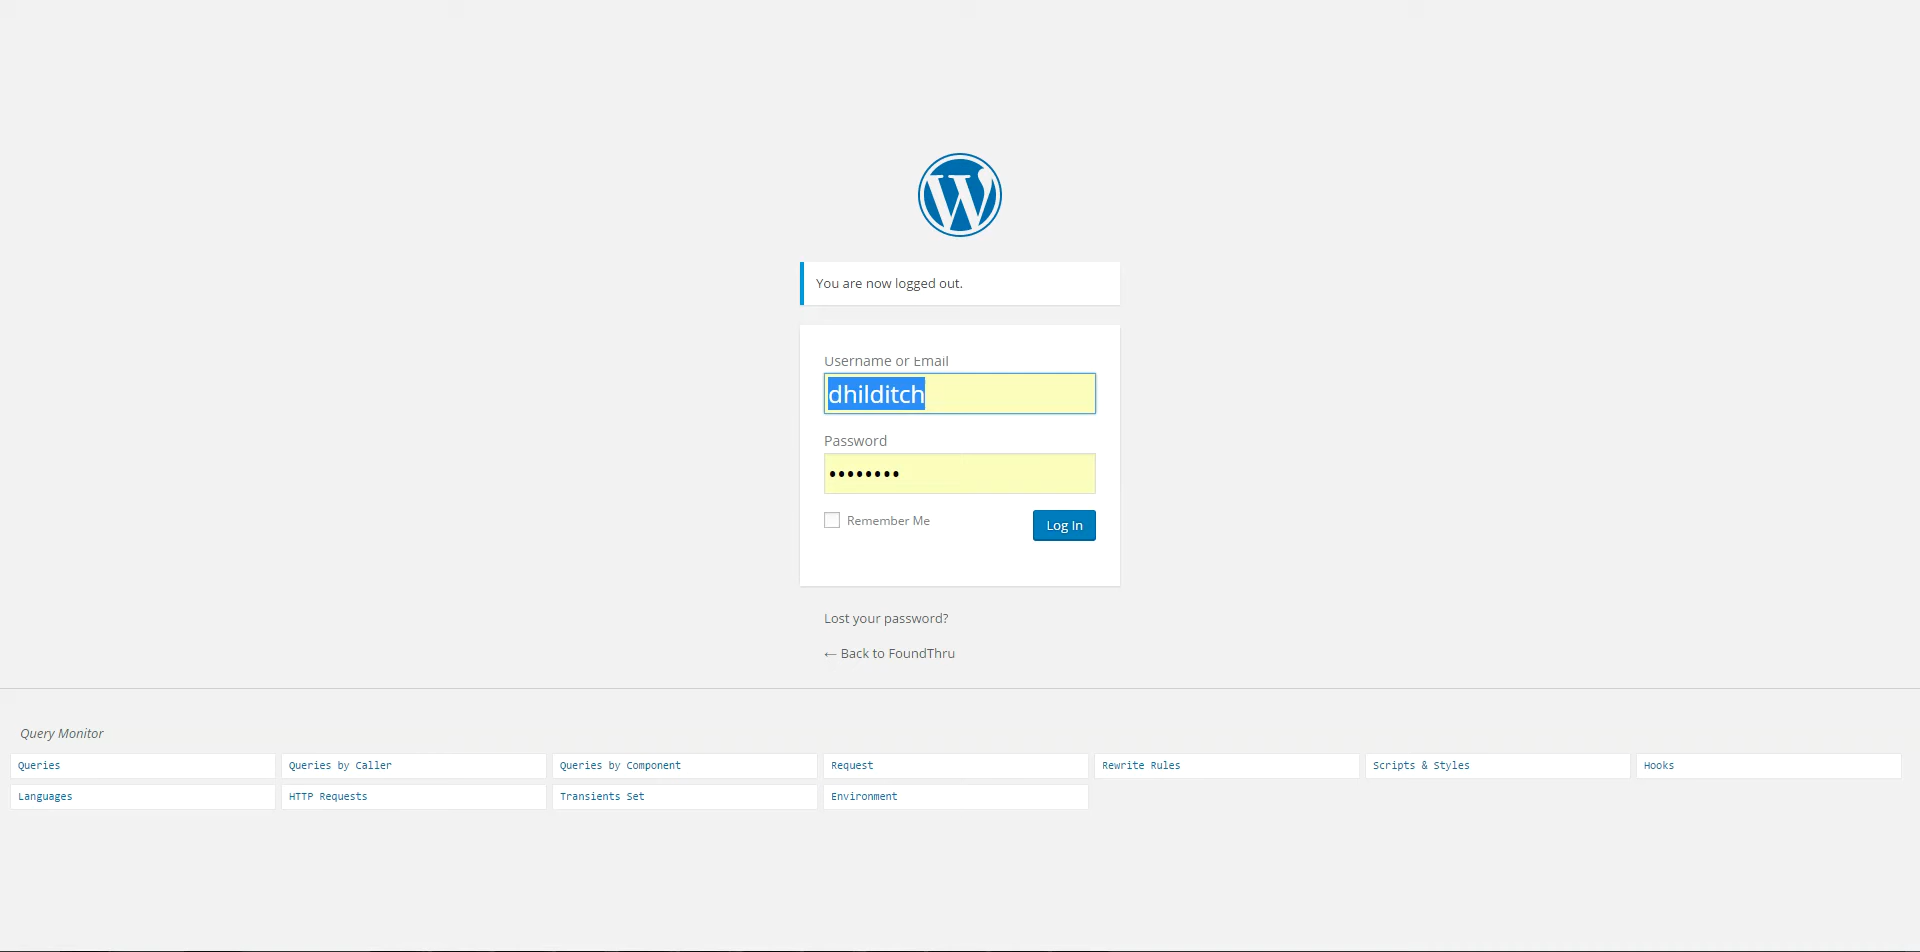 You are now logged out.
Username or Email
dhilditch
Password
••••••••
Remember Me
Log In
Lost your password?
← Back to FoundThru
Query Monitor
Queries
Queries by Caller
Queries by Component
Request
Rewrite Rules
Scripts & Styles
Hooks
Languages
HTTP Requests
Transients Set
Environment